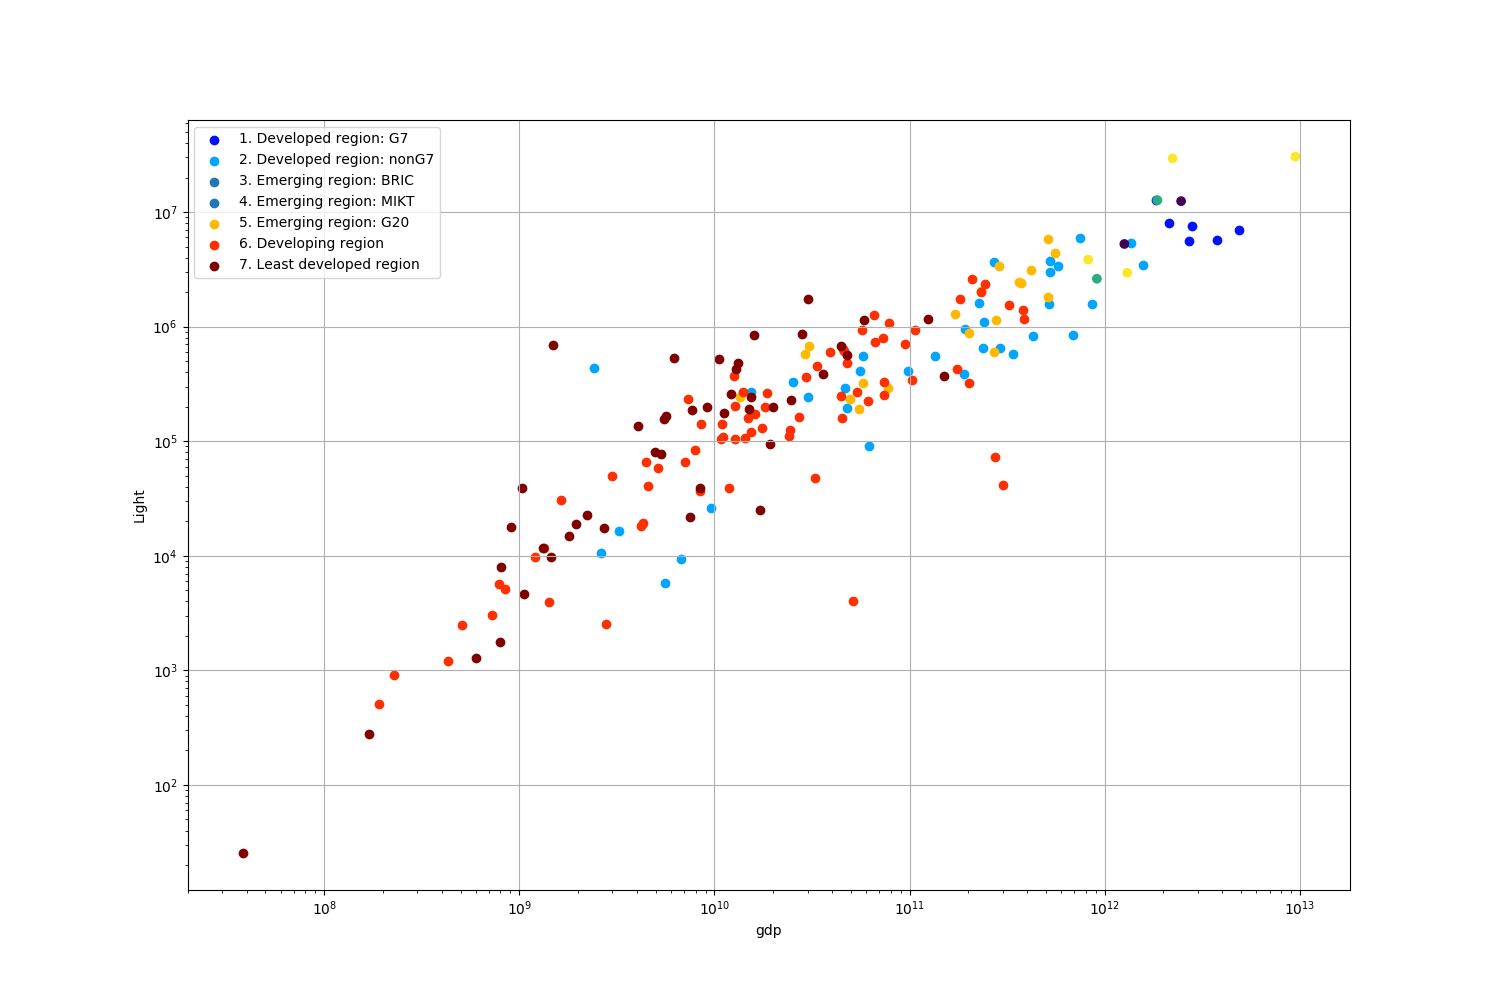 1. Developed region: G7
2. Developed region: nonG7
3. Emerging region: BRIC
4. Emerging region: MIKT
5. Emerging region: G20
6. Developing region
7. Least developed region
10⁷
10⁶
10⁵
10⁴
10³
10²
Light
10⁸ 10⁹ 10¹⁰ 10¹¹ 10¹² 10¹³
gdp